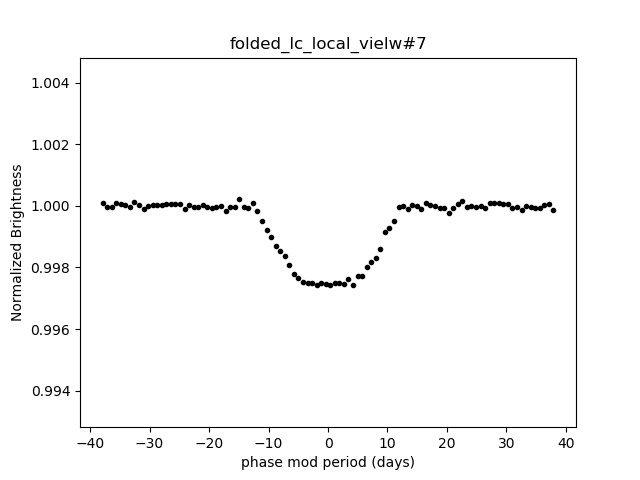 folded_lc_local_vielw#7
1.004
1.002
1.000
0.998
0.996
0.994
Normalized Brightness
−40 −30 −20 −10 0 10 20 30 40
phase mod period (days)